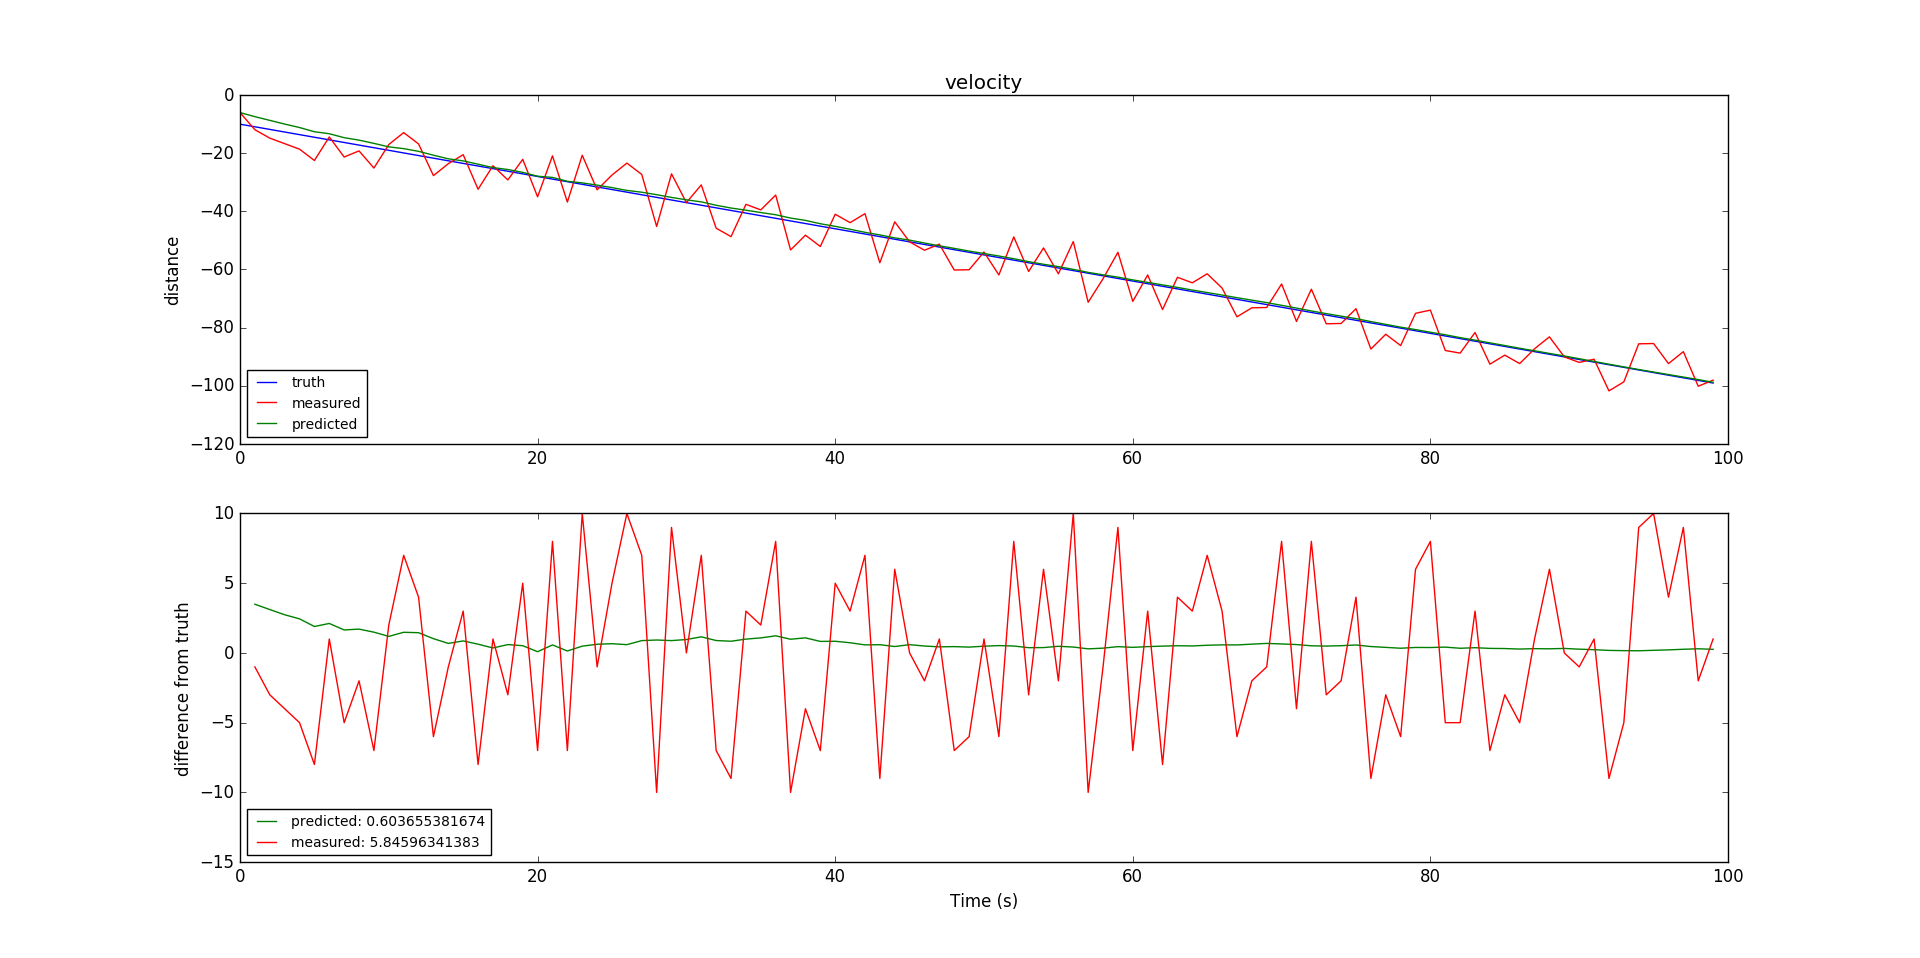 velocity
0
−20
−40
−60
−80
−100
−120
distance
truth
measured
predicted
0 20 40 60 80 100
10
5
0
−5
−10
−15
difference from truth
predicted: 0.603655381674
measured: 5.84596341383
0 20 40 60 80 100
Time (s)